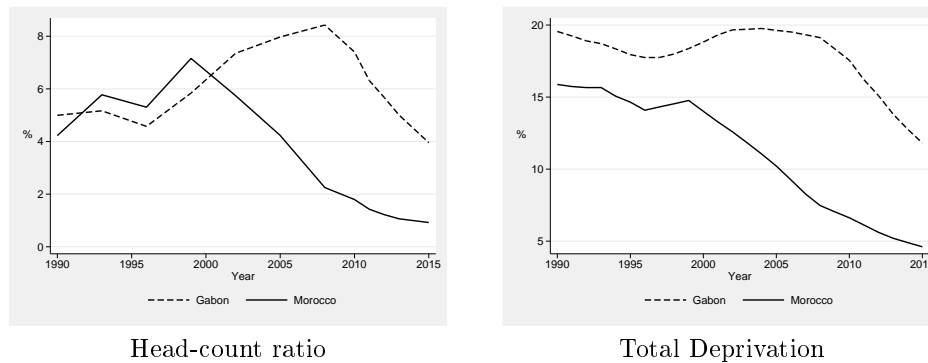 8
6
4
%
2
0
1990 1995 2000 2005 2010 2015
Year
Gabon Morocco
Head-count ratio
20
15
%
10
5
1990 1995 2000 2005 2010 201
Year
Gabon Morocco
Total Deprivation